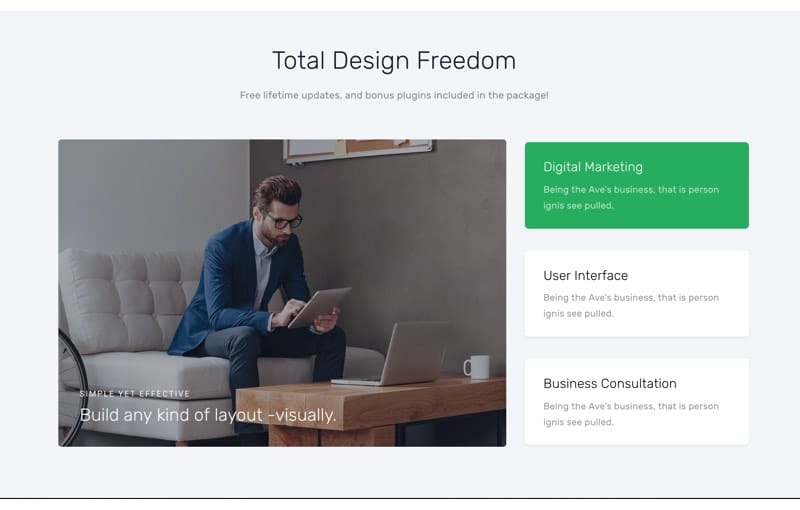 Total Design Freedom
Free lifetime updates, and bonus plugins included in the package!
SIMPLE YET EFFECTIVE
Build any kind of layout -visually.
Digital Marketing
Being the Ave's business, that is person
ignis see pulled.
User Interface
Being the Ave's business, that is person
ignis see pulled.
Business Consultation
Being the Ave's business, that is person
ignis see pulled.